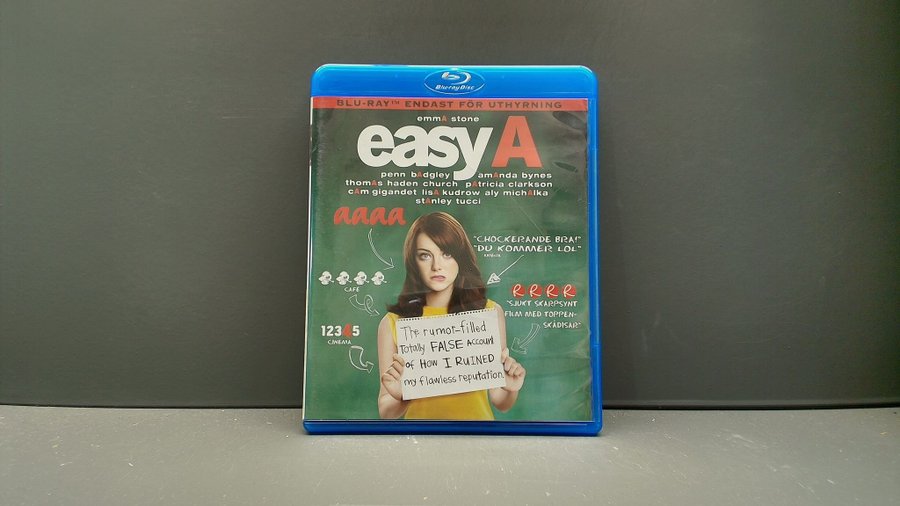 Blu-ray Disc
BLU-RAY™ ENDAST FÖR UTHYRNING
emmA stone
easy A
penn bAdgley amAnda bynes
thomAs haden church pAtricia clarkson
cAm gigandet lisA kudrow aly michAlka
stAnley tucci
aaaa
"CHOCKERANDE BRA!"
"DU KOMMER LOL"
CAFE
RRRR
"SJUKT SKARPSYNT
FILM MED TOPPEN-
SKÅDISAR"
12345
CINEMA
The rumor-filled
Totally FALSE account
of How I RUINED
my flawless reputation